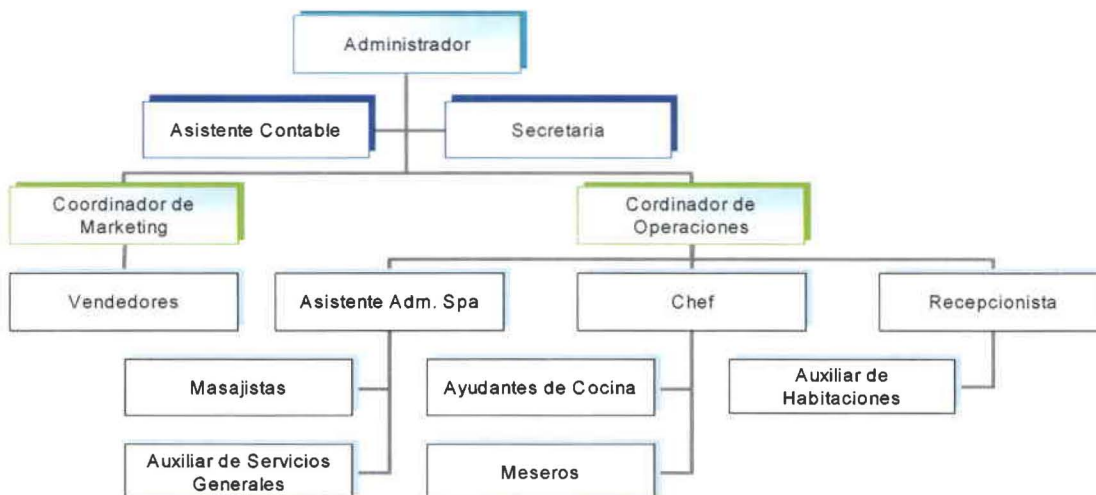 Administrador
Asistente Contable
Secretaria
Coordinador de
Marketing
Cordinador de
Operaciones
Vendedores
Asistente Adm. Spa
Chef
Recepcionista
Masajistas
Ayudantes de Cocina
Auxiliar de
Habitaciones
Auxiliar de Servicios
Generales
Meseros